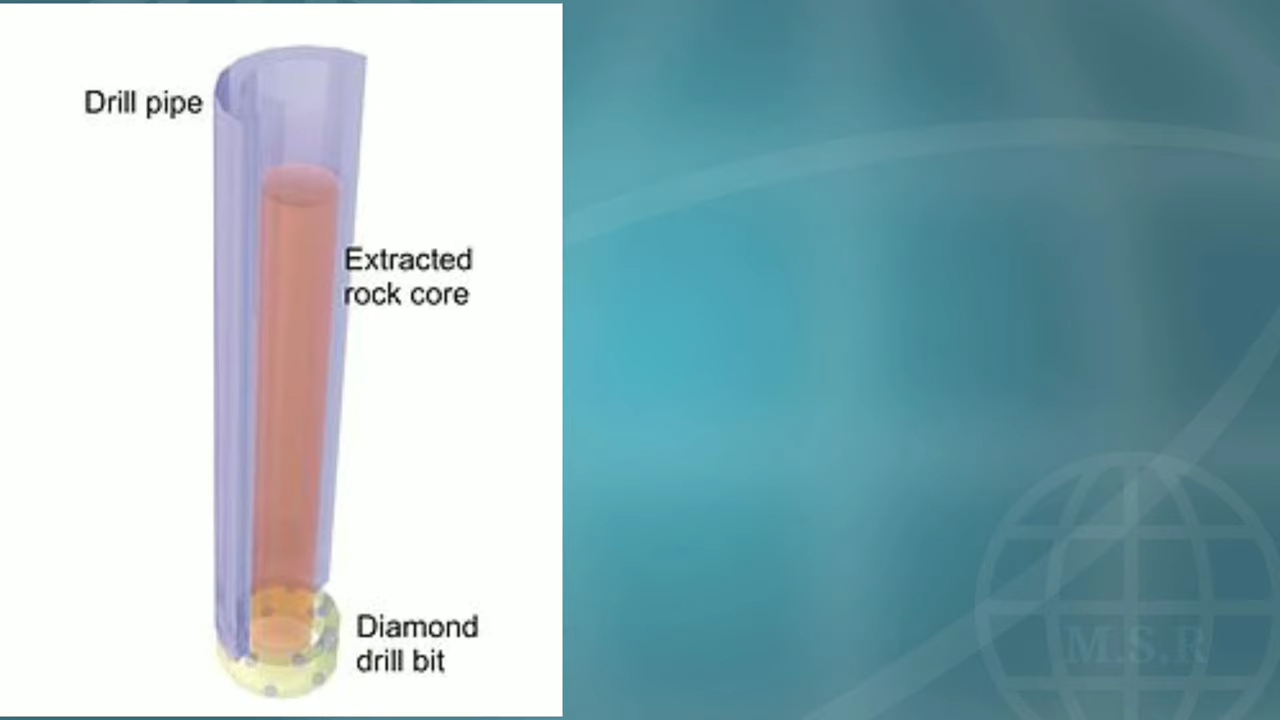 Drill pipe
Extracted
rock core
Diamond
drill bit
M.S.R